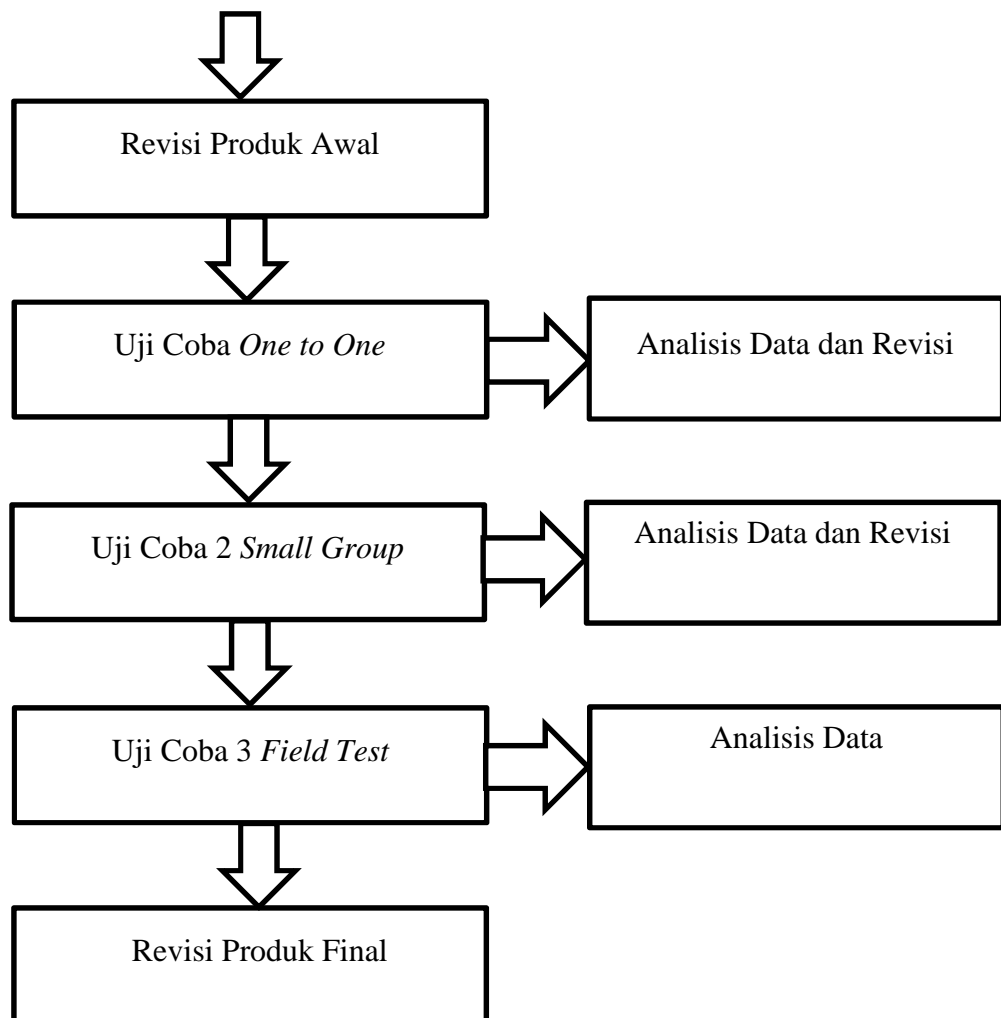 Revisi Produk Awal
Uji Coba One to One
Analisis Data dan Revisi
Uji Coba 2 Small Group
Analisis Data dan Revisi
Uji Coba 3 Field Test
Analisis Data
Revisi Produk Final